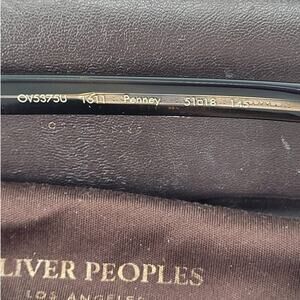 OV5375U 1611 Penney 51□18 145
LIVER PEOPLES
LOS ANGELES